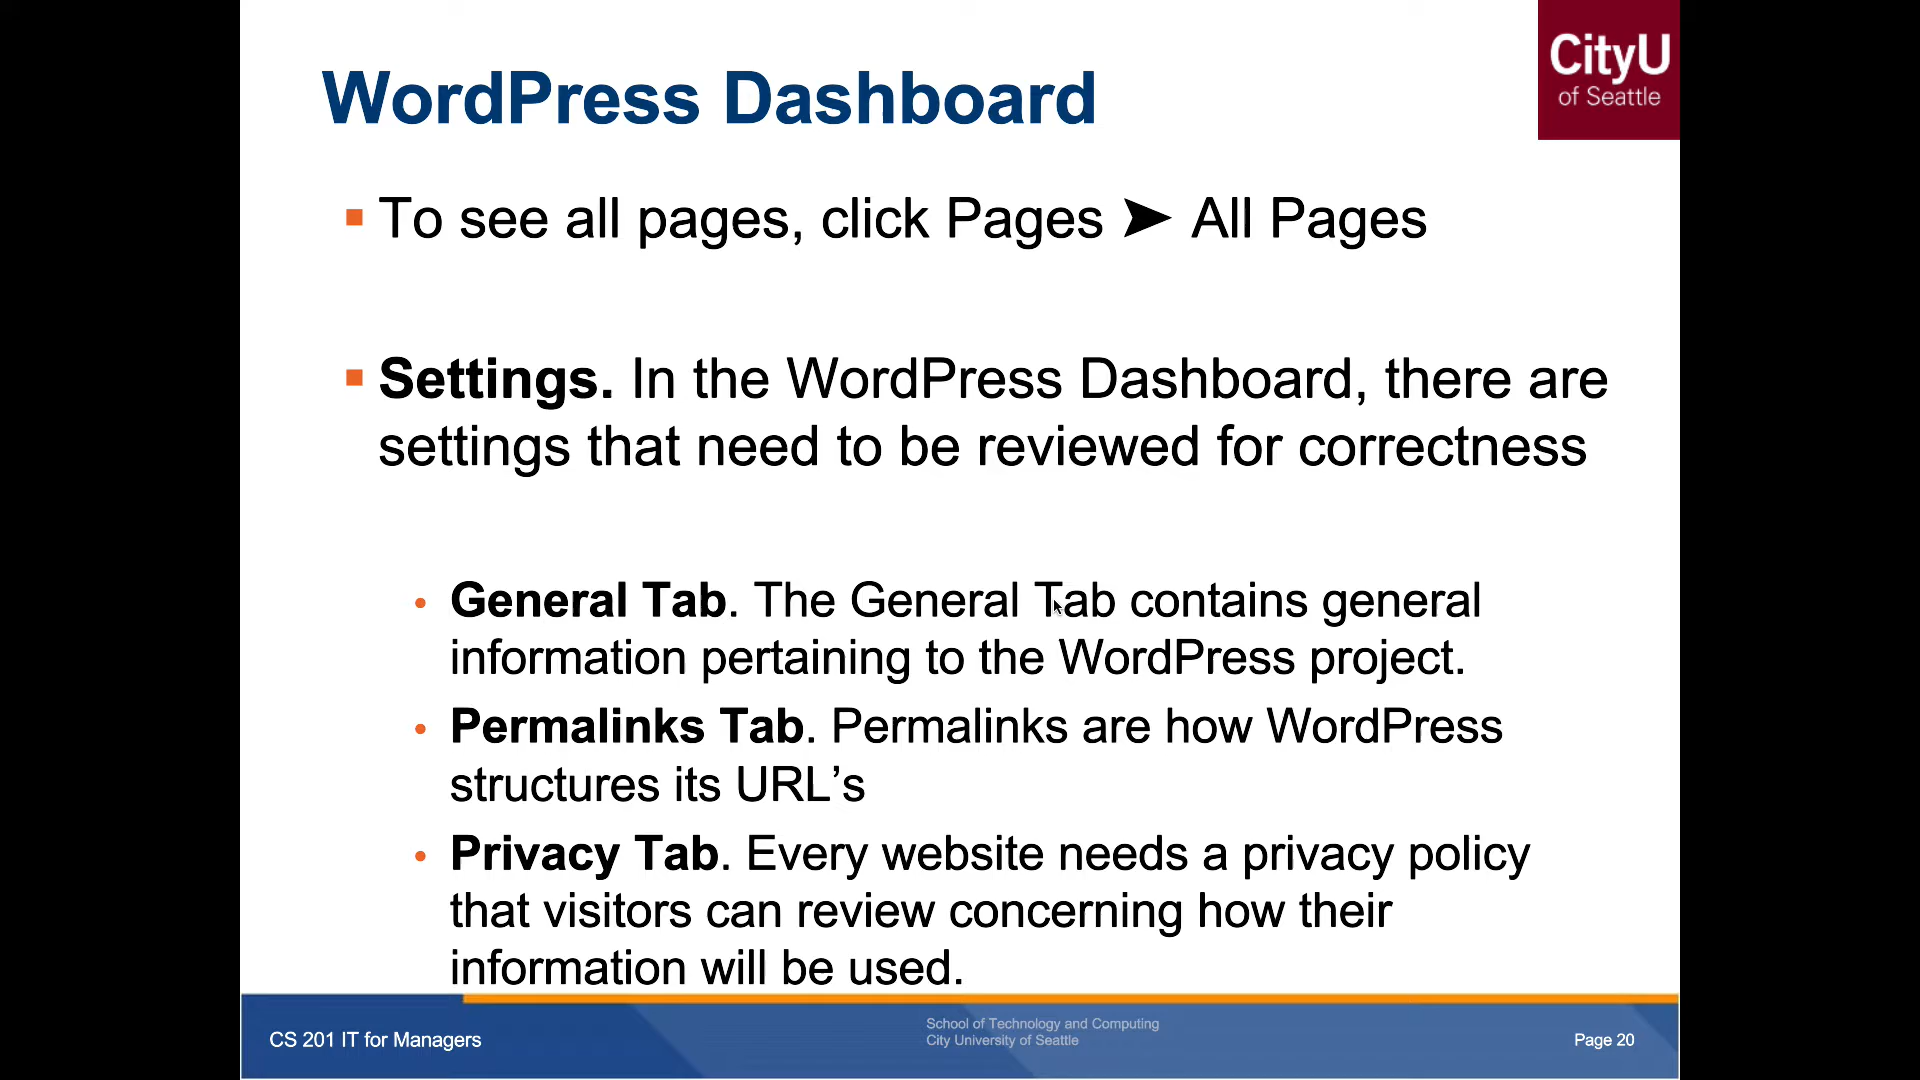 WordPress Dashboard
CityU
of Seattle
▪ To see all pages, click Pages ➤ All Pages
▪ Settings. In the WordPress Dashboard, there are
settings that need to be reviewed for correctness
• General Tab. The General Tab contains general
information pertaining to the WordPress project.
• Permalinks Tab. Permalinks are how WordPress
structures its URL’s
• Privacy Tab. Every website needs a privacy policy
that visitors can review concerning how their
information will be used.
CS 201 IT for Managers
School of Technology and Computing
City University of Seattle
Page 20